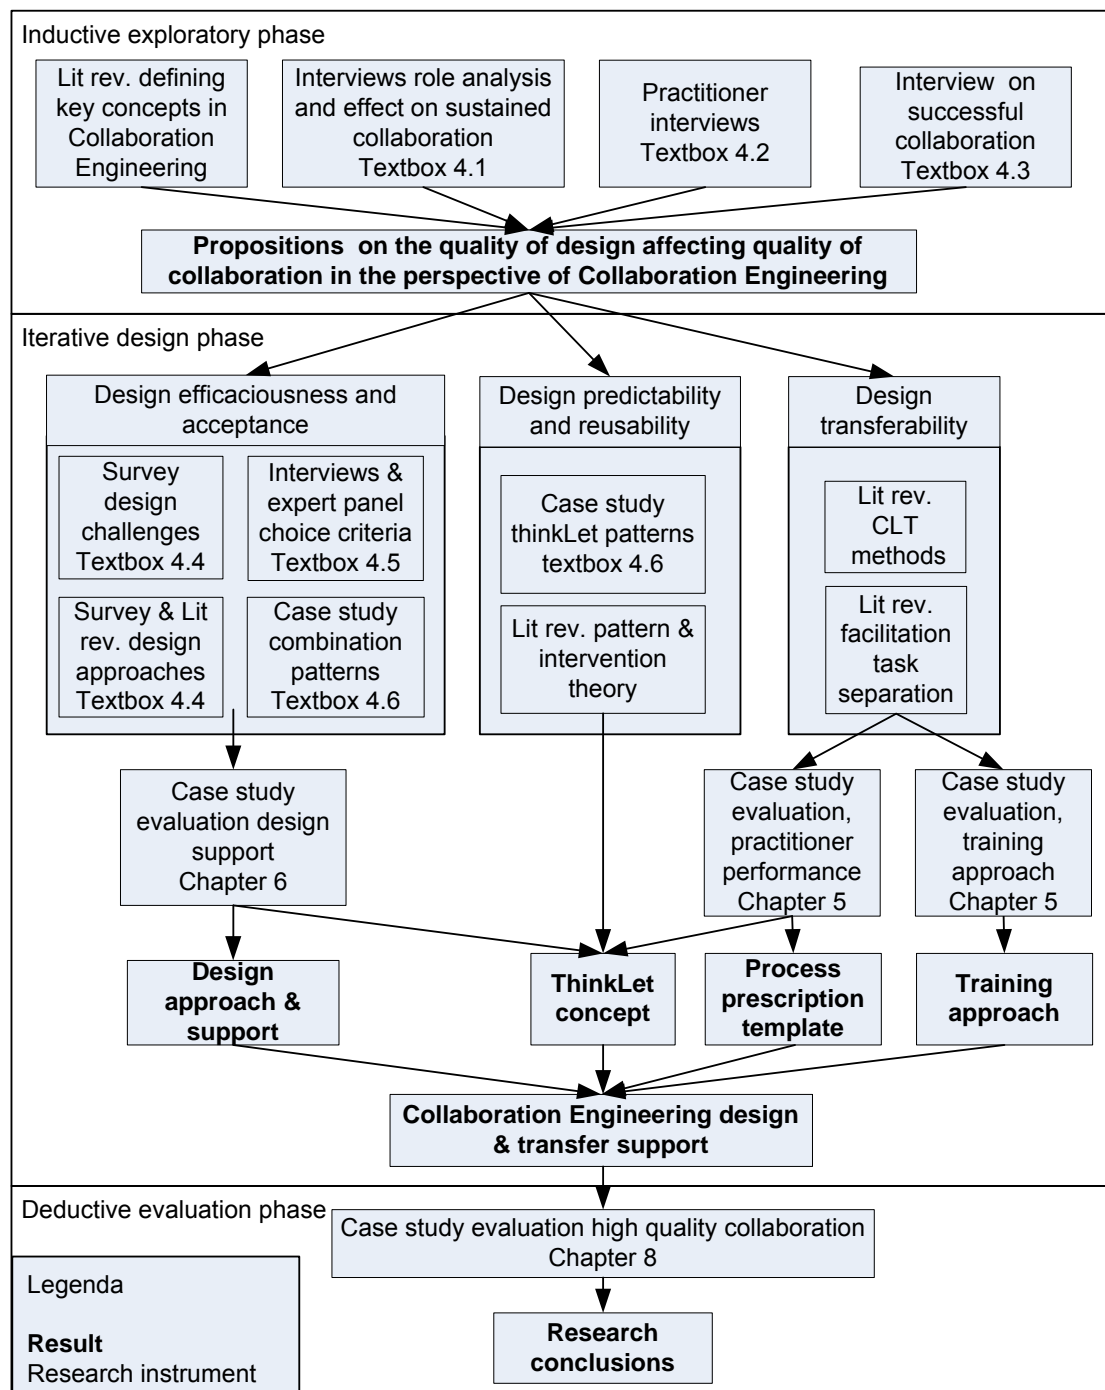 Inductive exploratory phase
Lit rev. defining
key concepts in
Collaboration
Engineering
Interviews role analysis
and effect on sustained
collaboration
Textbox 4.1
Practitioner
interviews
Textbox 4.2
Interview on
successful
collaboration
Textbox 4.3
Propositions on the quality of design affecting quality of
collaboration in the perspective of Collaboration Engineering
Iterative design phase
Design efficaciousness and
acceptance
Survey
design
challenges
Textbox 4.4
Interviews &
expert panel
choice criteria
Textbox 4.5
Survey & Lit
rev. design
approaches
Textbox 4.4
Case study
combination
patterns
Textbox 4.6
Design predictability
and reusability
Case study
thinkLet patterns
textbox 4.6
Lit rev. pattern &
intervention
theory
Design
transferability
Lit rev.
CLT
methods
Lit rev.
facilitation
task
separation
Case study
evaluation design
support
Chapter 6
Case study
evaluation,
practitioner
performance
Chapter 5
Case study
evaluation,
training
approach
Chapter 5
Design
approach &
support
ThinkLet
concept
Process
prescription
template
Training
approach
Collaboration Engineering design
& transfer support
Deductive evaluation phase
Case study evaluation high quality collaboration
Chapter 8
Research
conclusions
Legenda
Result
Research instrument